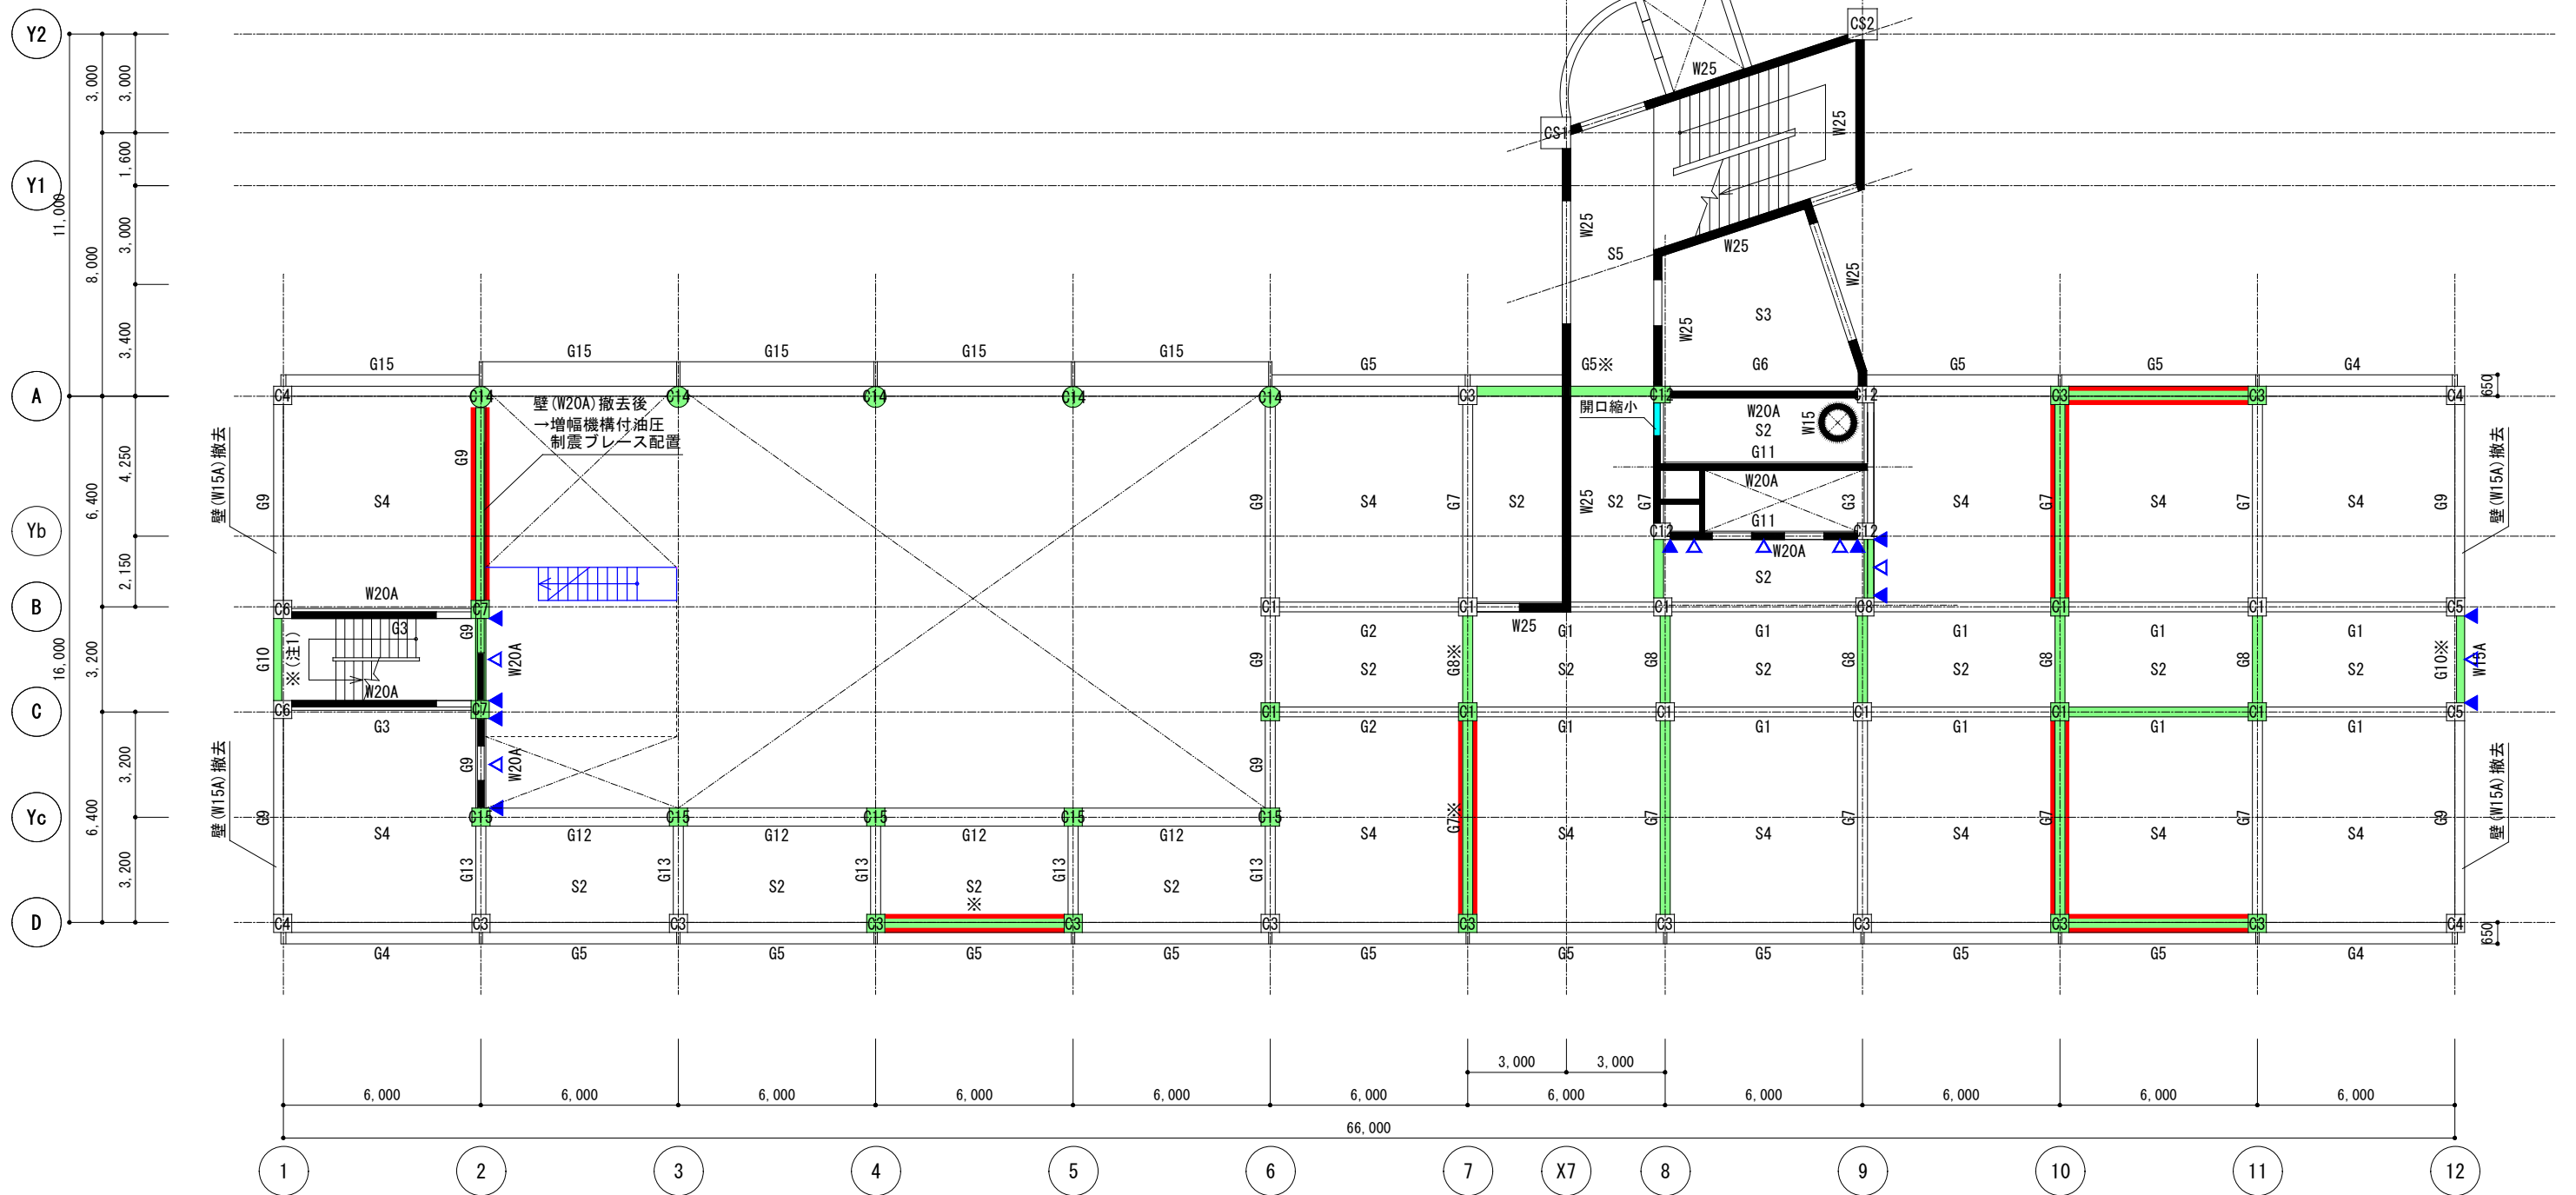 Y2
CS2
3,000
3,000
W25
W25
CS1
1,600
Y1
11,000
8,000
3,000
W25
S5
W25
W25
W25
S3
3,400
G15
G15
G15
G15
G15
G5
G5※
G6
G5
G5
G4
A
C4
C14
C14
C14
C14
C14
C3
C12
C12
C3
C3
C4
650
壁(W20A)撤去後
→増幅機構付油圧
制震ブレース配置
開口縮小
W20A
S2
W15
G11
壁(W15A)撤去
壁(W15A)撤去
4,250
6,400
G9
G9
S4
G9
S4
G7
S2
W25
S2
G7
W20A
G3
S4
G7
S4
G7
S4
G9
Yb
G11
C12
C12
W20A
2,150
S2
W20A
B
C6
C7
C1
C1
C1
C8
C1
C1
C5
G3
G9
W25
G2
G1
G1
G1
G1
G1
16,000
3,200
G10
※(注1)
W20A
G9
G8※
G8
G8
G8
G8
G10※
W15A
S2
S2
S2
S2
S2
S2
W20A
C
C6
C7
C1
C1
C1
C1
C1
C1
C5
G3
G2
G1
G1
G1
G1
G1
壁(W15A)撤去
壁(W15A)撤去
3,200
6,400
G9
W20A
G9
Yc
G9
C15
C15
C15
C15
C15
G7※
G7
G7
G7
G7
G9
S4
G12
G12
G12
G12
S4
S4
S4
S4
S4
S4
3,200
G13
G13
G13
G13
G13
S2
S2
S2
S2
※
D
C4
C3
C3
C3
C3
C3
C3
C3
C3
C3
C3
C4
650
G4
G5
G5
G5
G5
G5
G5
G5
G5
G5
G4
3,000
3,000
6,000
6,000
6,000
6,000
6,000
6,000
6,000
6,000
6,000
6,000
6,000
66,000
1
2
3
4
5
6
7
X7
8
9
10
11
12